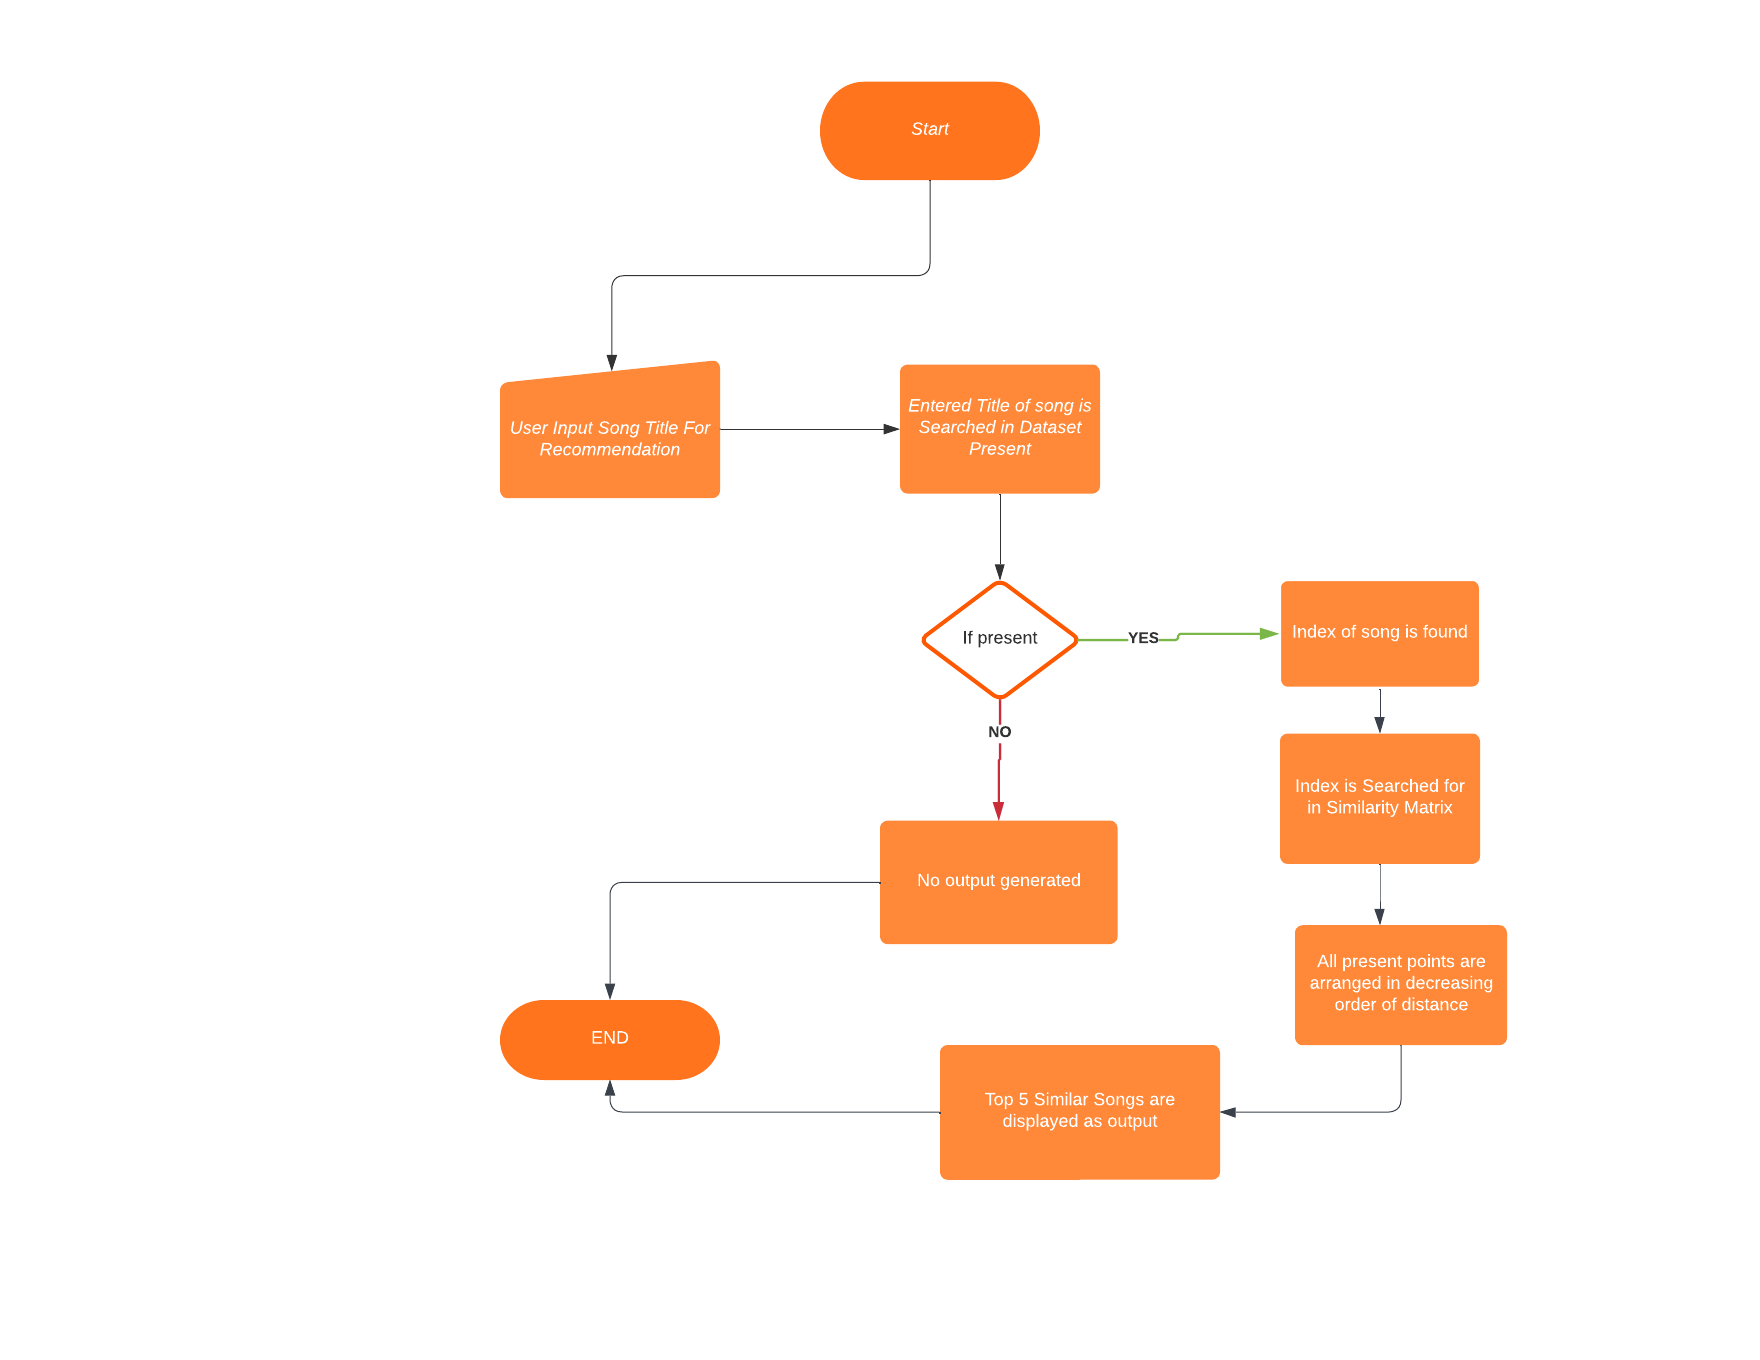 Start
User Input Song Title For
Recommendation
Entered Title of song is
Searched in Dataset
Present
If present
YES
Index of song is found
NO
Index is Searched for
in Similarity Matrix
No output generated
All present points are
arranged in decreasing
order of distance
END
Top 5 Similar Songs are
displayed as output